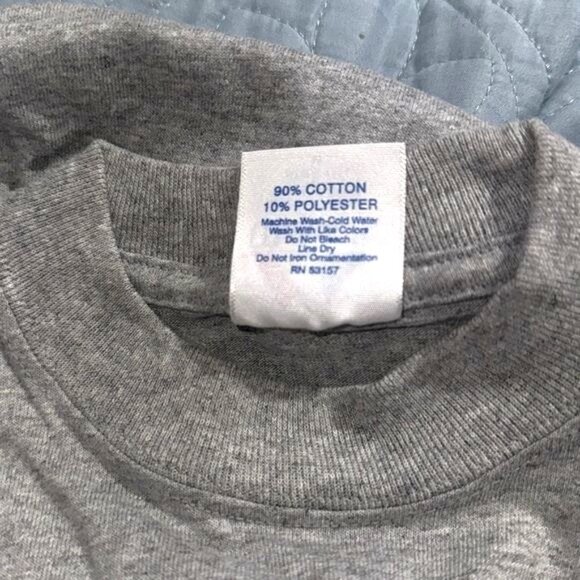 90% COTTON
10% POLYESTER
Machine Wash-Cold Water
Wash With Like Colors
Do Not Bleach
Line Dry
Do Not Iron Ornamentation
RN 53157